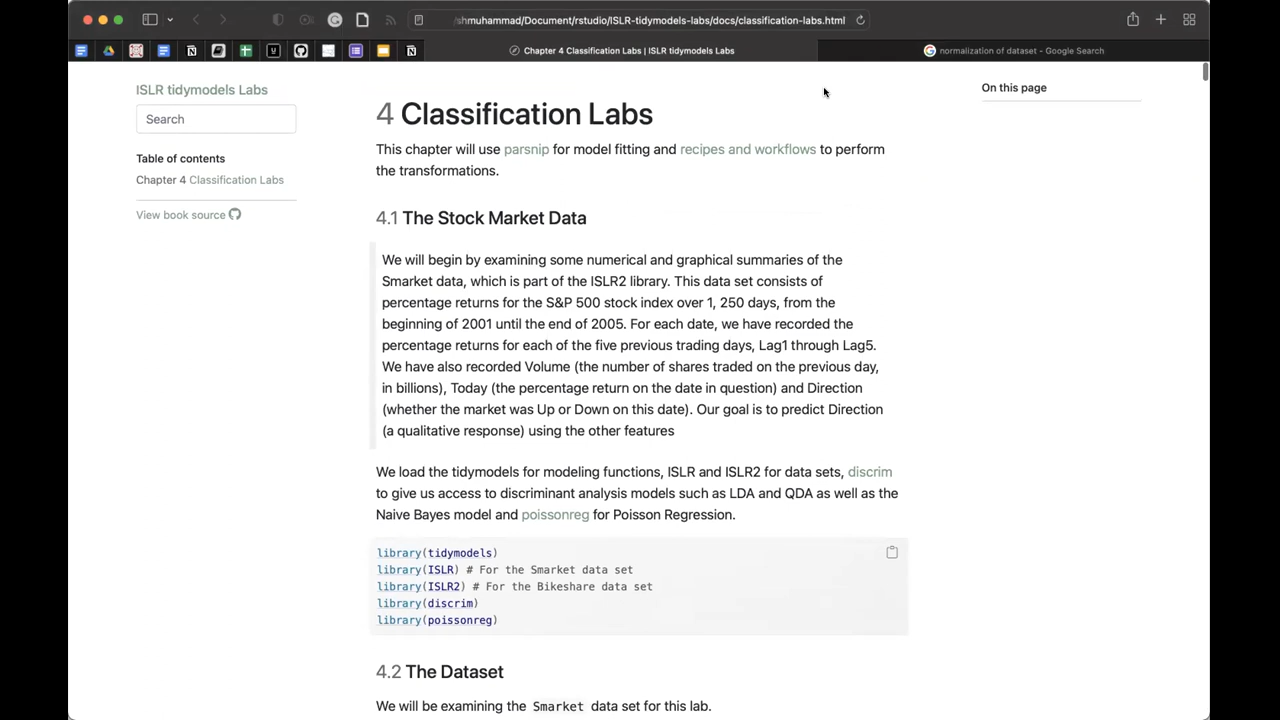 shmuhammad/Document/rstudio/ISLR-tidymodels-labs/docs/classification-labs.html
Chapter 4 Classification Labs | ISLR tidymodels Labs
normalization of dataset - Google Search
ISLR tidymodels Labs
Search
Table of contents
Chapter 4 Classification Labs
View book source
4 Classification Labs
This chapter will use parsnip for model fitting and recipes and workflows to perform
the transformations.
4.1 The Stock Market Data
We will begin by examining some numerical and graphical summaries of the
Smarket data, which is part of the ISLR2 library. This data set consists of
percentage returns for the S&P 500 stock index over 1, 250 days, from the
beginning of 2001 until the end of 2005. For each date, we have recorded the
percentage returns for each of the five previous trading days, Lag1 through Lag5.
We have also recorded Volume (the number of shares traded on the previous day,
in billions), Today (the percentage return on the date in question) and Direction
(whether the market was Up or Down on this date). Our goal is to predict Direction
(a qualitative response) using the other features
We load the tidymodels for modeling functions, ISLR and ISLR2 for data sets, discrim
to give us access to discriminant analysis models such as LDA and QDA as well as the
Naive Bayes model and poissonreg for Poisson Regression.
library(tidymodels)
library(ISLR) # For the Smarket data set
library(ISLR2) # For the Bikeshare data set
library(discrim)
library(poissonreg)
4.2 The Dataset
We will be examining the Smarket data set for this lab.
On this page